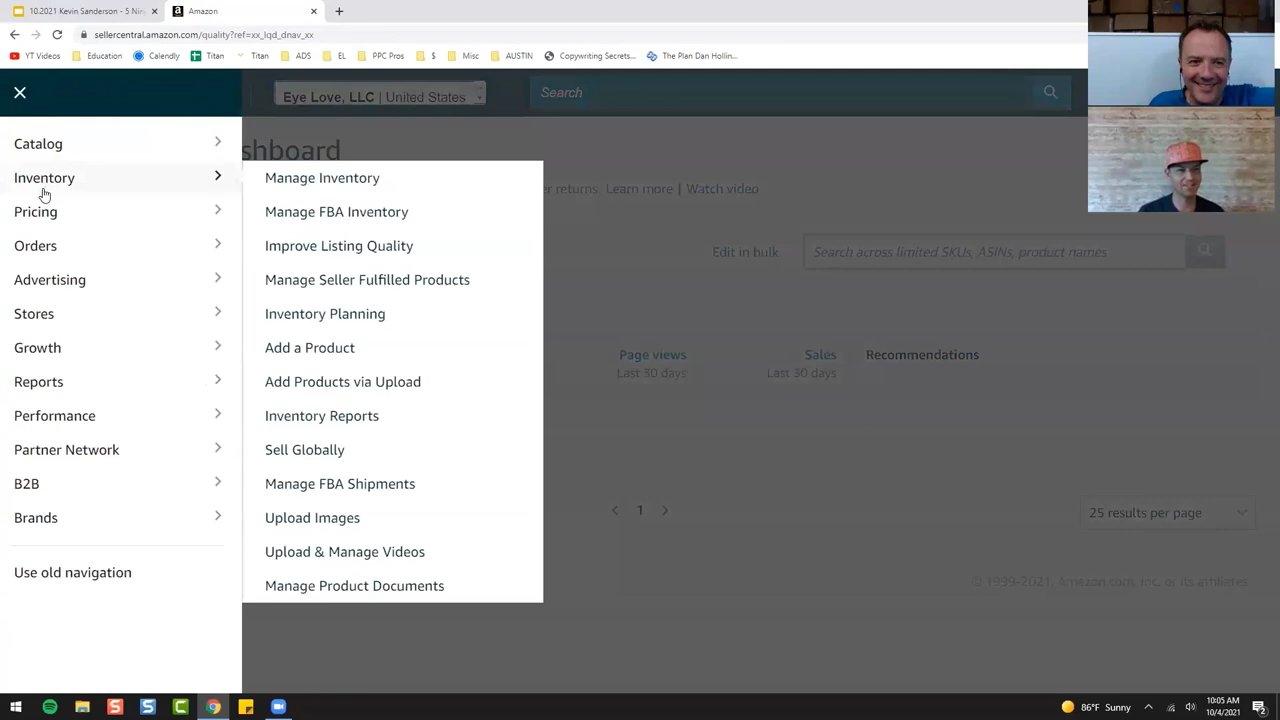 10.2021 Kevin Sanderson - 5 Nin
Amazon
sellercentral.amazon.com/quality?ref=xx_lqd_dnav_xx
YT Videos
Education
Calendly
Titan
Titan
ADS
EL
PPC Pros
$
Misc
AUSTIN
Copywriting Secrets...
The Plan Dan Hollin...
Eye Love, LLC | United States
Search
shboard
er returns Learn more | Watch video
Edit in bulk
Search across limited SKUs, ASINs, product names
Page views
Last 30 days
Sales
Last 30 days
Recommendations
Catalog
Inventory
Pricing
Orders
Advertising
Stores
Growth
Reports
Performance
Partner Network
B2B
Brands
Use old navigation
Manage Inventory
Manage FBA Inventory
Improve Listing Quality
Manage Seller Fulfilled Products
Inventory Planning
Add a Product
Add Products via Upload
Inventory Reports
Sell Globally
Manage FBA Shipments
Upload Images
Upload & Manage Videos
Manage Product Documents
1
25 results per page
© 1999-2021, Amazon.com, Inc. or its affiliates
86°F Sunny
10:05 AM
10/4/2021
2